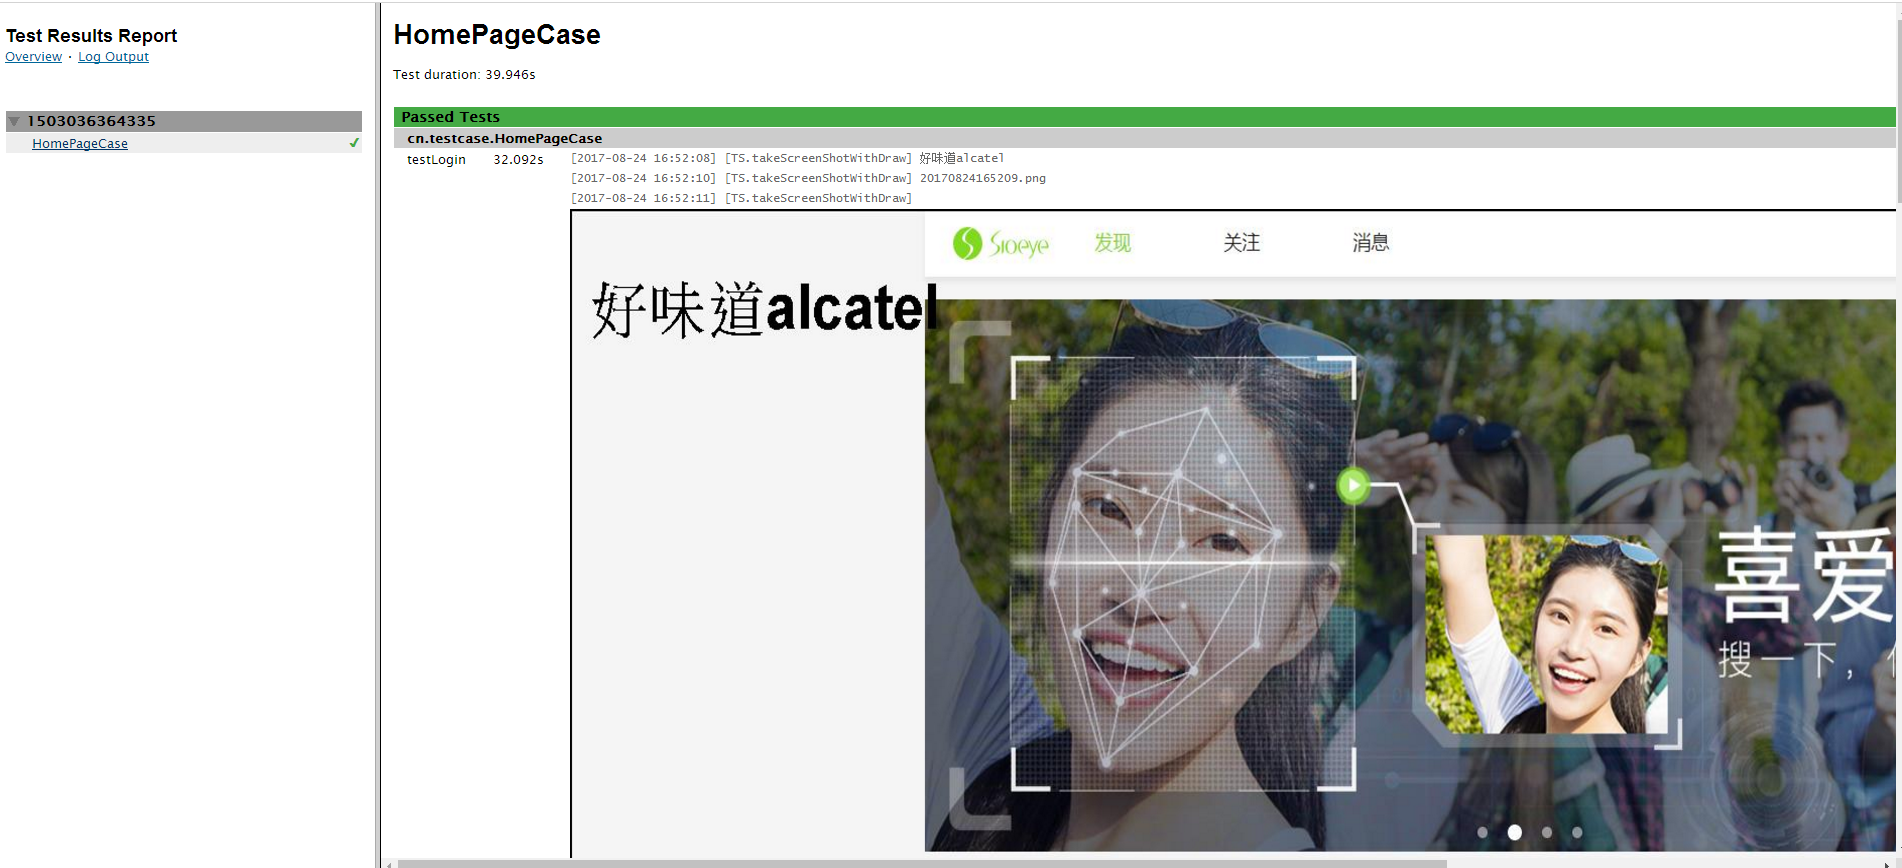 Test Results Report
Overview · Log Output
1503036364335
HomePageCase
HomePageCase
Test duration: 39.946s
Passed Tests
cn.testcase.HomePageCase
testLogin 32.092s [2017-08-24 16:52:08] [TS.takeScreenShotWithDraw] 好味道alcatel
[2017-08-24 16:52:10] [TS.takeScreenShotWithDraw] 20170824165209.png
[2017-08-24 16:52:11] [TS.takeScreenShotWithDraw]
Sioeye 发现 关注 消息
好味道alcatel
喜爱
搜一下，